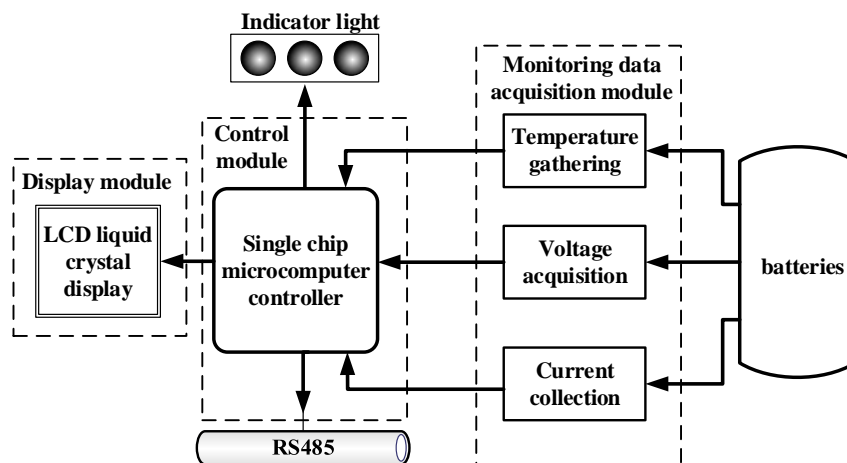 Indicator light
Monitoring data
acquisition module
Control
module
Temperature
gathering
Display module
LCD liquid
crystal
display
Single chip
microcomputer
controller
Voltage
acquisition
batteries
Current
collection
RS485